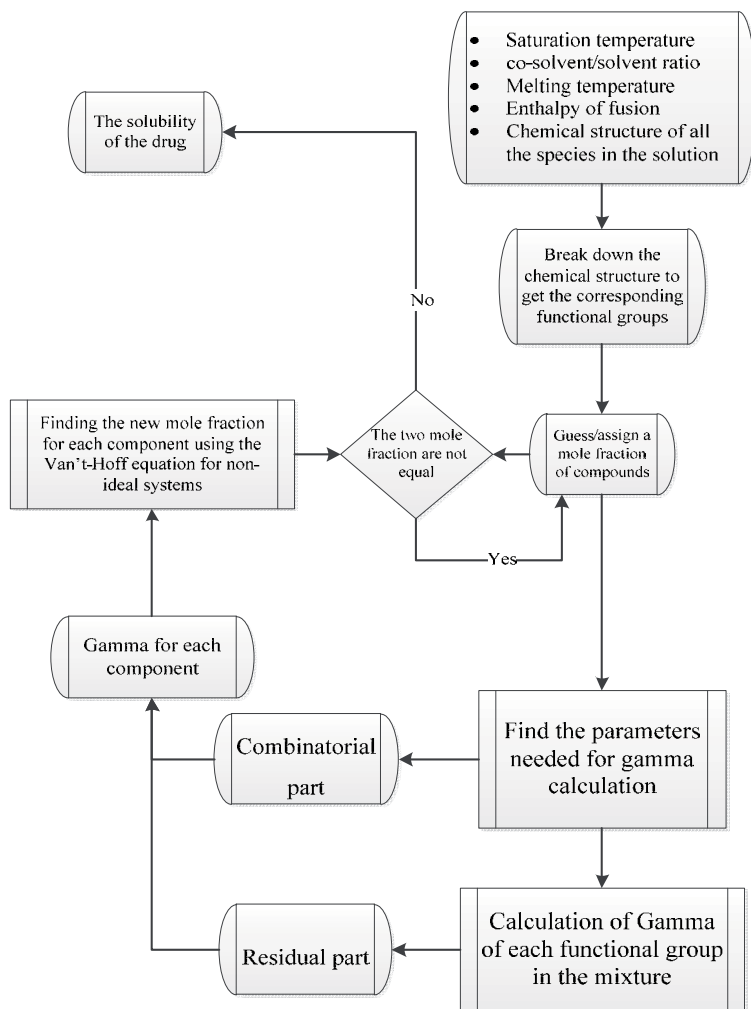 • Saturation temperature
• co-solvent/solvent ratio
• Melting temperature
• Enthalpy of fusion
• Chemical structure of all
the species in the solution
The solubility
of the drug
Break down the
chemical structure to
get the corresponding
functional groups
No
Finding the new mole fraction
for each component using the
Van’t-Hoff equation for non-
ideal systems
The two mole
fraction are not
equal
Guess/assign a
mole fraction
of compounds
Yes
Gamma for each
component
Combinatorial
part
Find the parameters
needed for gamma
calculation
Residual part
Calculation of Gamma
of each functional group
in the mixture